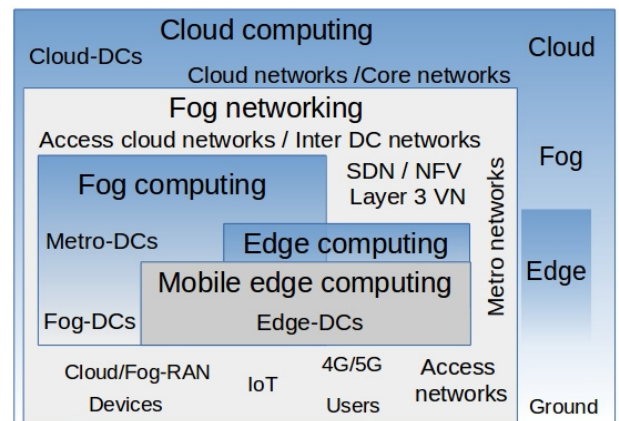 Cloud computing
Cloud-DCs
Cloud
Cloud networks /Core networks
Fog networking
Access cloud networks / Inter DC networks
Fog
Fog computing
SDN / NFV
Layer 3 VN
Metro networks
Metro-DCs
Edge computing
Edge
Mobile edge computing
Fog-DCs
Edge-DCs
Cloud/Fog-RAN
IoT
4G/5G
Access
networks
Devices
Users
Ground